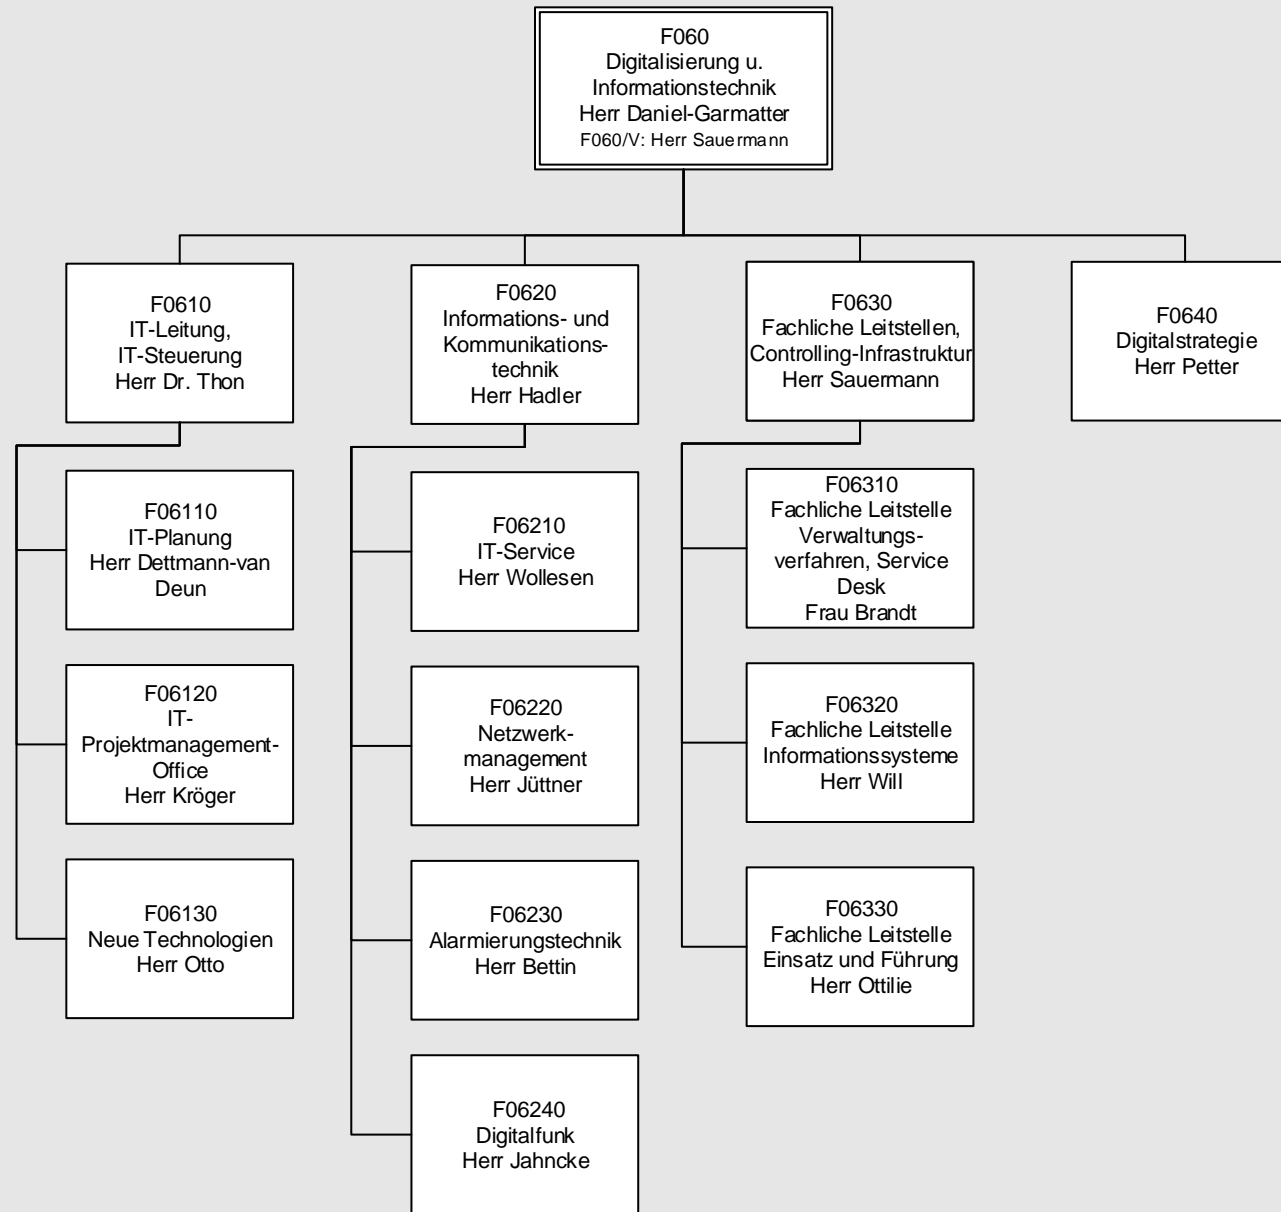 F060
Digitalisierung u.
Informationstechnik
Herr Daniel-Garmatter
F060/V: Herr Sauermann
F0610
IT-Leitung,
IT-Steuerung
Herr Dr. Thon
F0620
Informations- und
Kommunikations-
technik
Herr Hadler
F0630
Fachliche Leitstellen,
Controlling-Infrastruktur
Herr Sauermann
F0640
Digitalstrategie
Herr Petter
F06110
IT-Planung
Herr Dettmann-van
Deun
F06120
IT-
Projektmanagement-
Office
Herr Kröger
F06130
Neue Technologien
Herr Otto
F06210
IT-Service
Herr Wollesen
F06220
Netzwerk-
management
Herr Jüttner
F06230
Alarmierungstechnik
Herr Bettin
F06240
Digitalfunk
Herr Jahncke
F06310
Fachliche Leitstelle
Verwaltungs-
verfahren, Service
Desk
Frau Brandt
F06320
Fachliche Leitstelle
Informationssysteme
Herr Will
F06330
Fachliche Leitstelle
Einsatz und Führung
Herr Ottilie